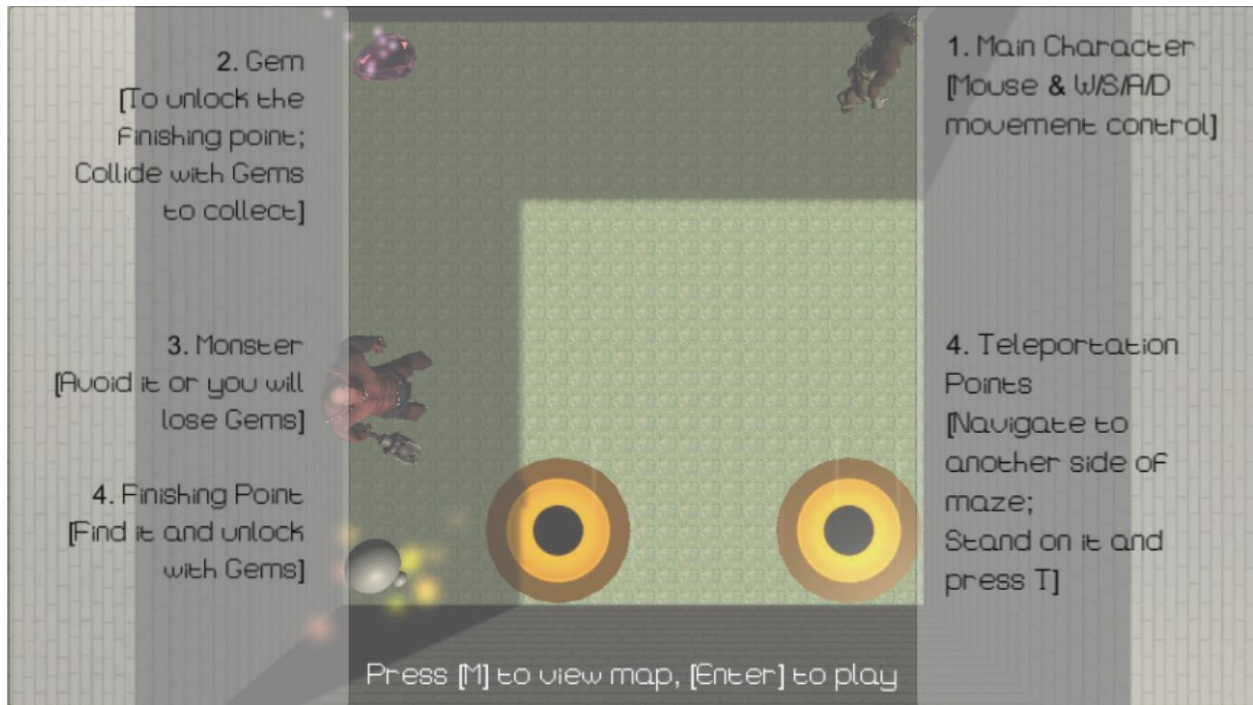 2. Gem
[To unlock the
finishing point;
Collide with Gems
to collect]
3. Monster
[Avoid it or you will
lose Gems]
4. Finishing Point
[Find it and unlock
with Gems]
1. Main Character
[Mouse & W/S/A/D
movement control]
4. Teleportation
Points
[Navigate to
another side of
maze;
Stand on it and
press T]
Press [M] to view map, [Enter] to play